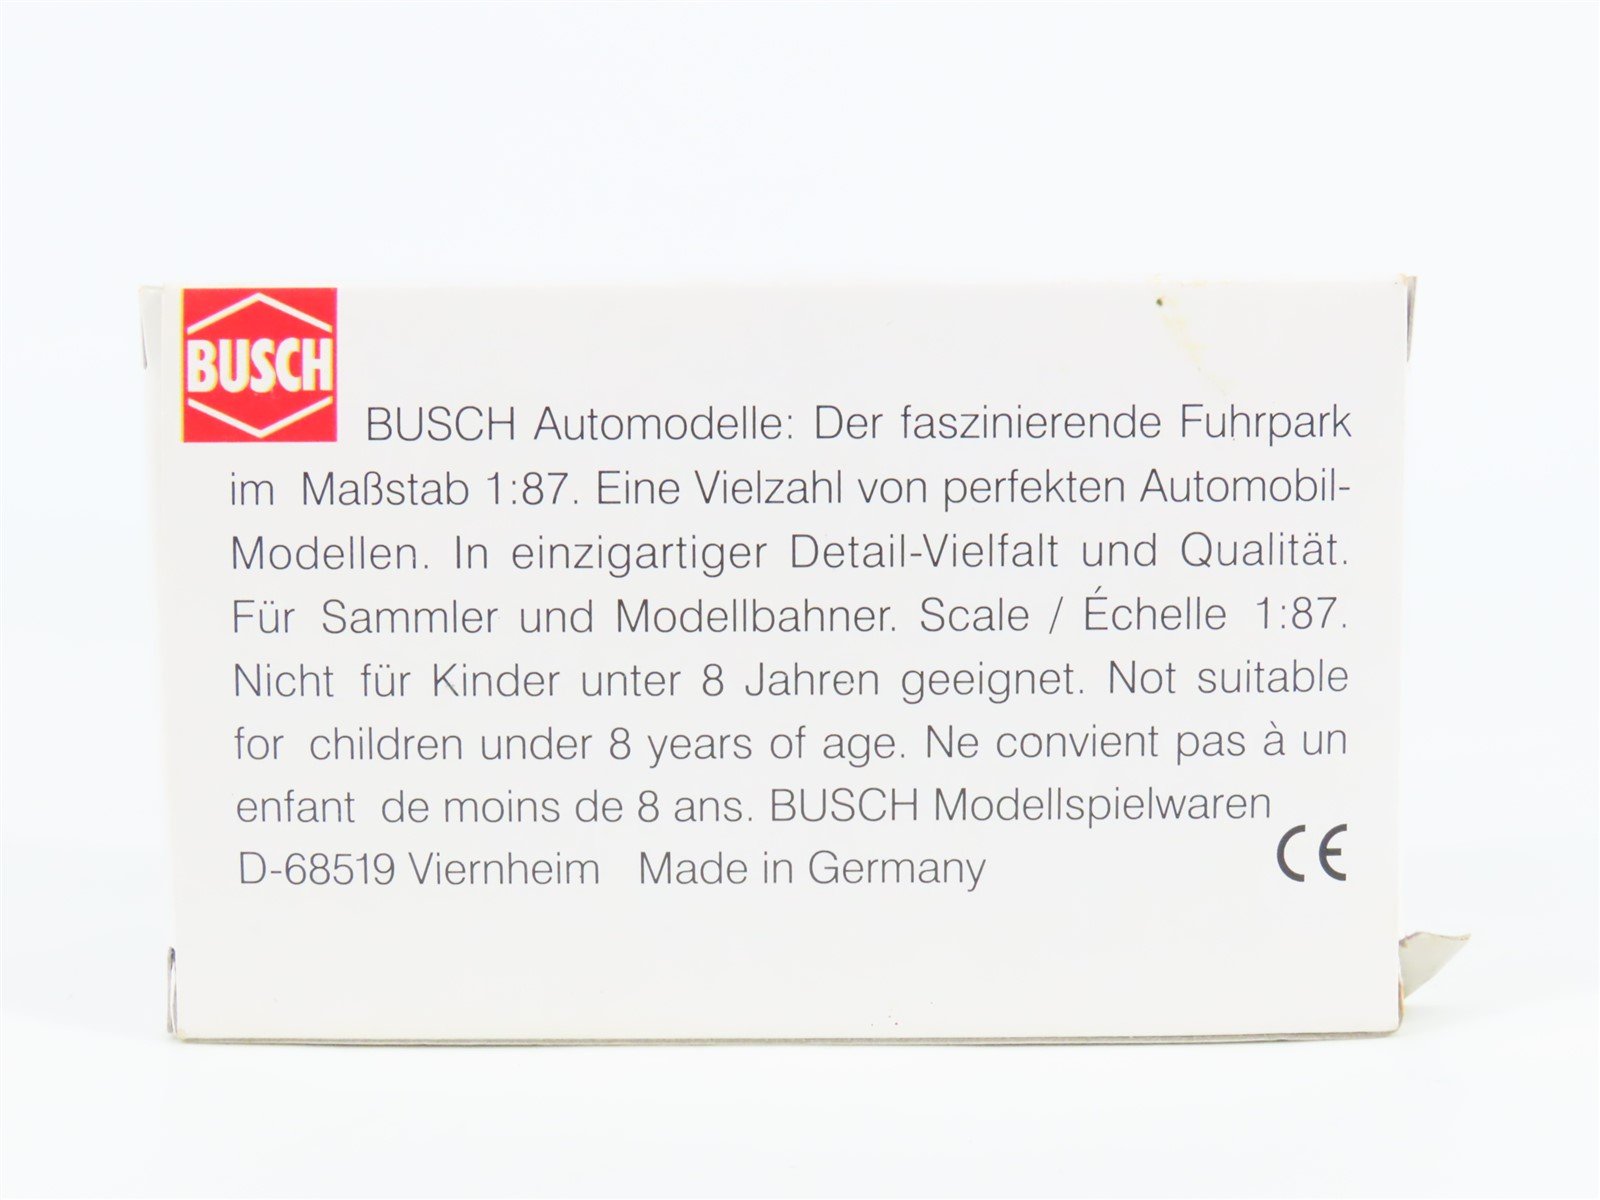 BUSCH
BUSCH Automodelle: Der faszinierende Fuhrpark
im Maßstab 1:87. Eine Vielzahl von perfekten Automobil-
Modellen. In einzigartiger Detail-Vielfalt und Qualität.
Für Sammler und Modellbahner. Scale / Échelle 1:87.
Nicht für Kinder unter 8 Jahren geeignet. Not suitable
for children under 8 years of age. Ne convient pas à un
enfant de moins de 8 ans. BUSCH Modellspielwaren
D-68519 Viernheim Made in Germany CE